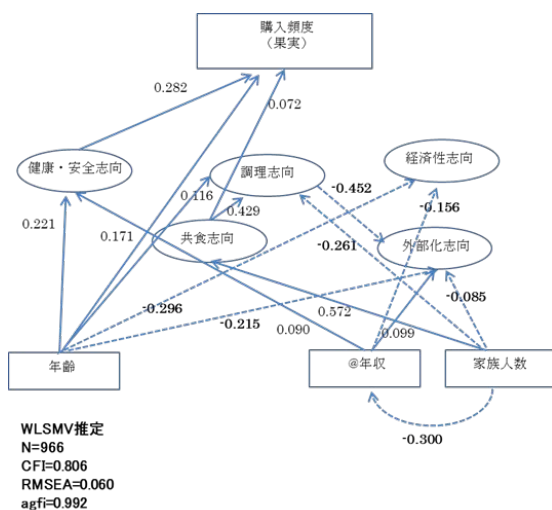 購入頻度
（果実）
0.282
0.072
健康・安全志向
調理志向
経済性志向
0.116
-0.452
-0.156
0.221
0.171
0.429
共食志向
-0.261
外部化志向
-0.296
-0.215
0.090
0.572
0.099
-0.085
年齢
@年収
家族人数
-0.300
WLSMV推定
N=966
CFI=0.806
RMSEA=0.060
agfi=0.992